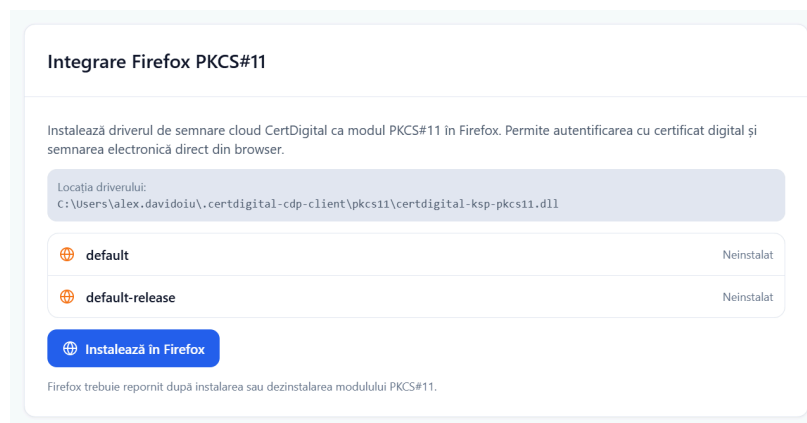 Integrare Firefox PKCS#11
Instalează driverul de semnare cloud CertDigital ca modul PKCS#11 în Firefox. Permite autentificarea cu certificat digital și
semnarea electronică direct din browser.
Locația driverului:
C:\Users\alex.davidoiu\.certdigital-cdp-client\pkcs11\certdigital-ksp-pkcs11.dll
default Neinstalat
default-release Neinstalat
Instalează în Firefox
Firefox trebuie repornit după instalarea sau dezinstalarea modulului PKCS#11.